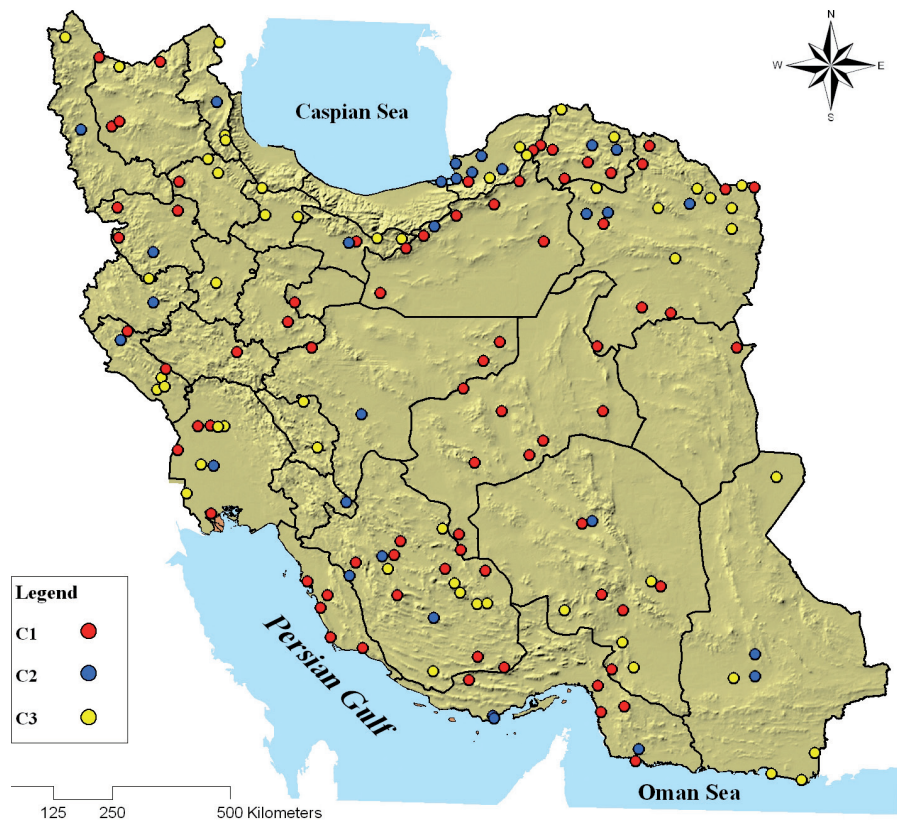 N
W
E
S
Caspian Sea
Legend
C1
C2
C3
Persian Gulf
Oman Sea
125
250
500 Kilometers